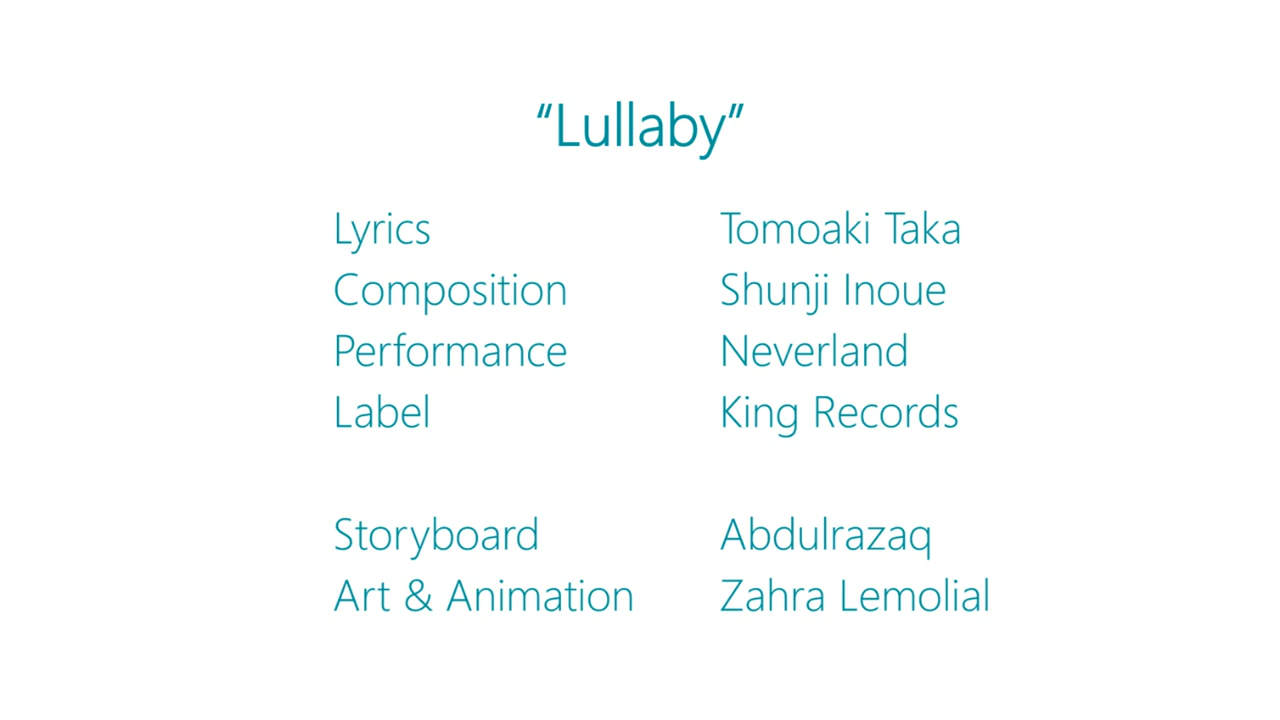 “Lullaby”
Lyrics Tomoaki Taka
Composition Shunji Inoue
Performance Neverland
Label King Records
Storyboard Abdulrazaq
Art & Animation Zahra Lemolial